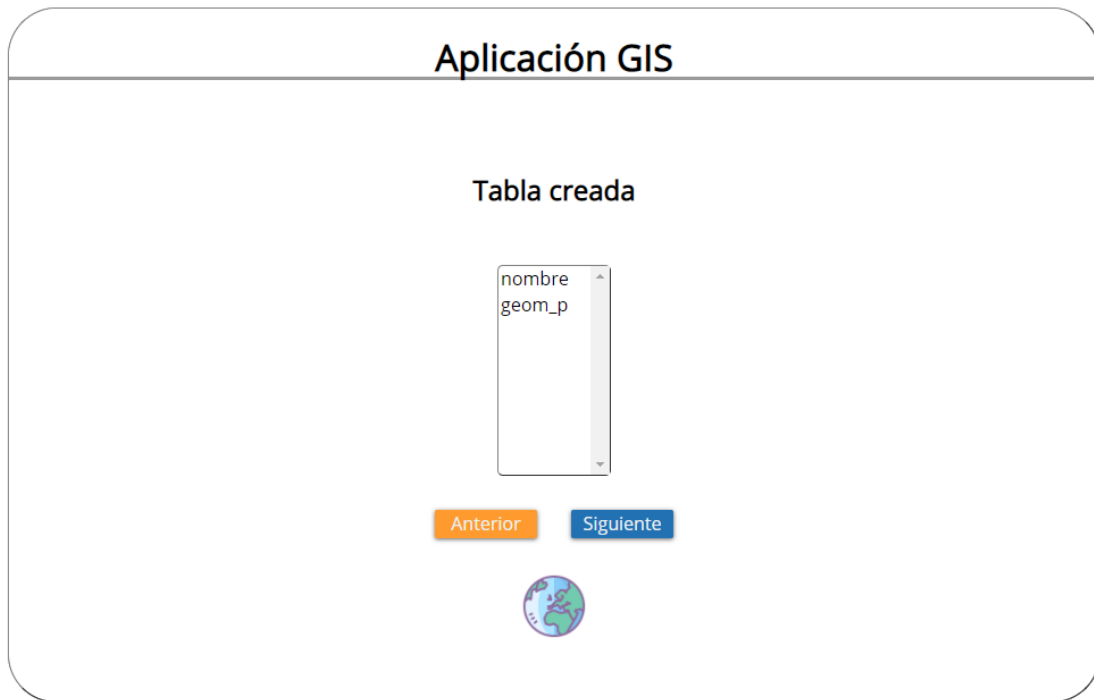 Aplicación GIS
Tabla creada
nombre
geom_p
Anterior
Siguiente